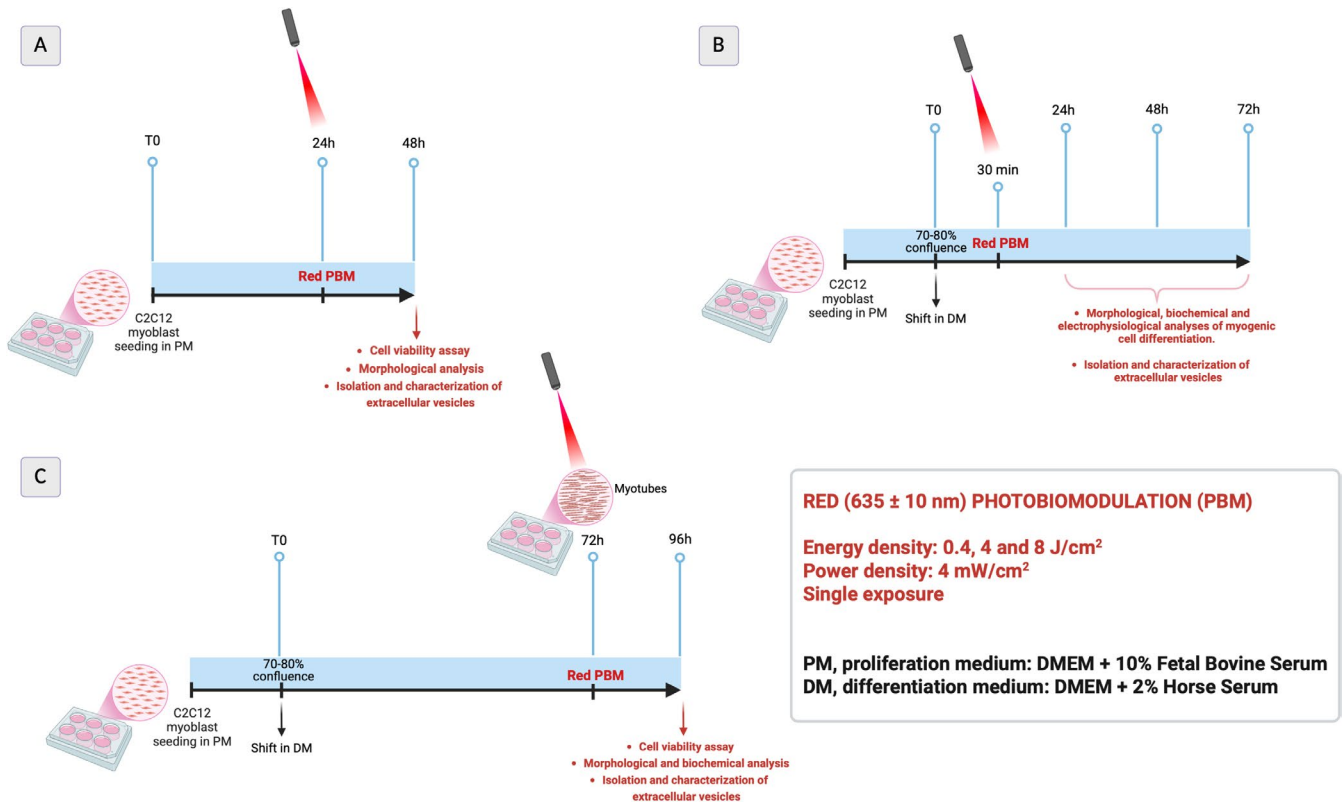 A
T0
24h
48h
Red PBM
C2C12
myoblast
seeding in PM
• Cell viability assay
• Morphological analysis
• Isolation and characterization of
extracellular vesicles
B
T0
30 min
24h
48h
72h
70-80%
confluence
Red PBM
C2C12
myoblast
seeding in PM
Shift in DM
• Morphological, biochemical and
electrophysiological analyses of myogenic
cell differentiation.
• Isolation and characterization of
extracellular vesicles
C
Myotubes
T0
72h
96h
70-80%
confluence
Red PBM
C2C12
myoblast
seeding in PM
Shift in DM
• Cell viability assay
• Morphological and biochemical analysis
• Isolation and characterization of
extracellular vesicles
RED (635 ± 10 nm) PHOTOBIOMODULATION (PBM)
Energy density: 0.4, 4 and 8 J/cm²
Power density: 4 mW/cm²
Single exposure
PM, proliferation medium: DMEM + 10% Fetal Bovine Serum
DM, differentiation medium: DMEM + 2% Horse Serum